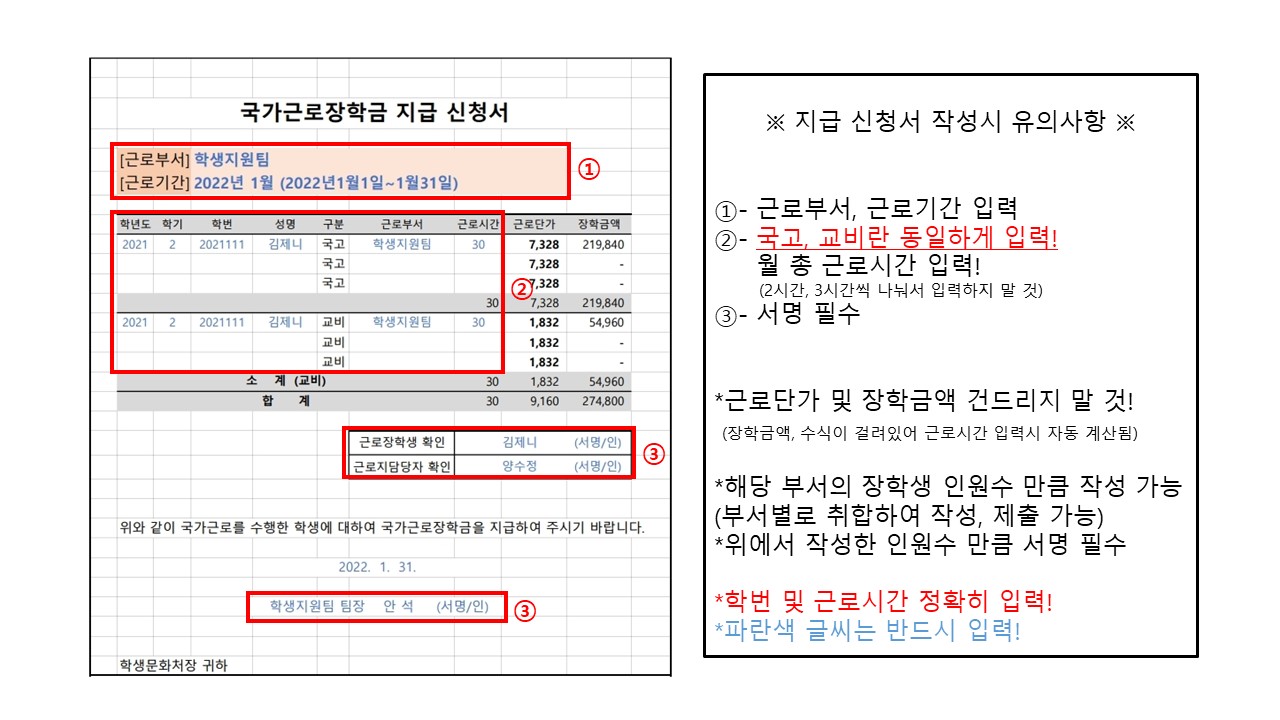 국가근로장학금 지급 신청서
[근로부서] 학생지원팀
[근로기간] 2022년 1월 (2022년1월1일~1월31일)
①
학년도 학기 학번 성명 구분 근로부서 근로시간 근로단가 장학금액
2021 2 2021111 김제니 국고 학생지원팀 30 7,328 219,840
국고 7,328 -
국고 7,328 -
②
30 7,328 219,840
2021 2 2021111 김제니 교비 학생지원팀 30 1,832 54,960
교비 1,832 -
교비 1,832 -
소 계 (교비) 30 1,832 54,960
합 계 30 9,160 274,800
근로장학생 확인 김제니 (서명/인)
③
근로지담당자 확인 양수정 (서명/인)
위와 같이 국가근로를 수행한 학생에 대하여 국가근로장학금을 지급하여 주시기 바랍니다.
2022. 1. 31.
학생지원팀 팀장 안 석 (서명/인)
③
학생문화처장 귀하
※ 지급 신청서 작성시 유의사항 ※
①- 근로부서, 근로기간 입력
②- 국고, 교비란 동일하게 입력!
월 총 근로시간 입력!
(2시간, 3시간씩 나눠서 입력하지 말 것)
③- 서명 필수
*근로단가 및 장학금액 건드리지 말 것!
(장학금액, 수식이 걸려있어 근로시간 입력시 자동 계산됨)
*해당 부서의 장학생 인원수 만큼 작성 가능
(부서별로 취합하여 작성, 제출 가능)
*위에서 작성한 인원수 만큼 서명 필수
*학번 및 근로시간 정확히 입력!
*파란색 글씨는 반드시 입력!